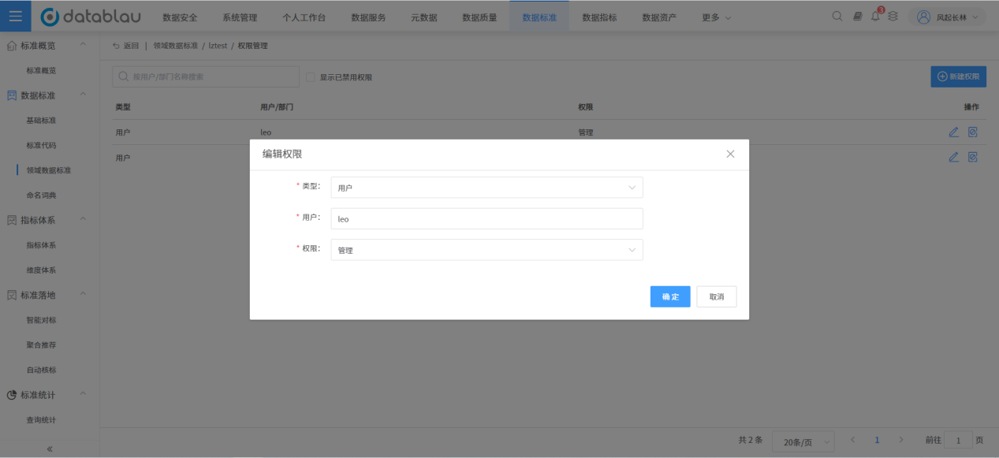 datablau 数据安全 系统管理 个人工作台 数据服务 元数据 数据质量 数据标准 数据指标 数据资产 更多 3 风起长林
标准概览
标准概览
数据标准
基础标准
标准代码
领域数据标准
命名词典
指标体系
指标体系
维度体系
标准落地
智能对标
聚合推荐
自动核标
标准统计
查询统计
«
返回 | 领域数据标准 / lztest / 权限管理
按用户/部门名称搜索 显示已禁用权限 新建权限
类型 用户/部门 权限 操作
用户 leo 管理
用户
编辑权限
* 类型: 用户
* 用户: leo
* 权限: 管理
确定 取消
共 2 条 20条/页 1 前往 1 页